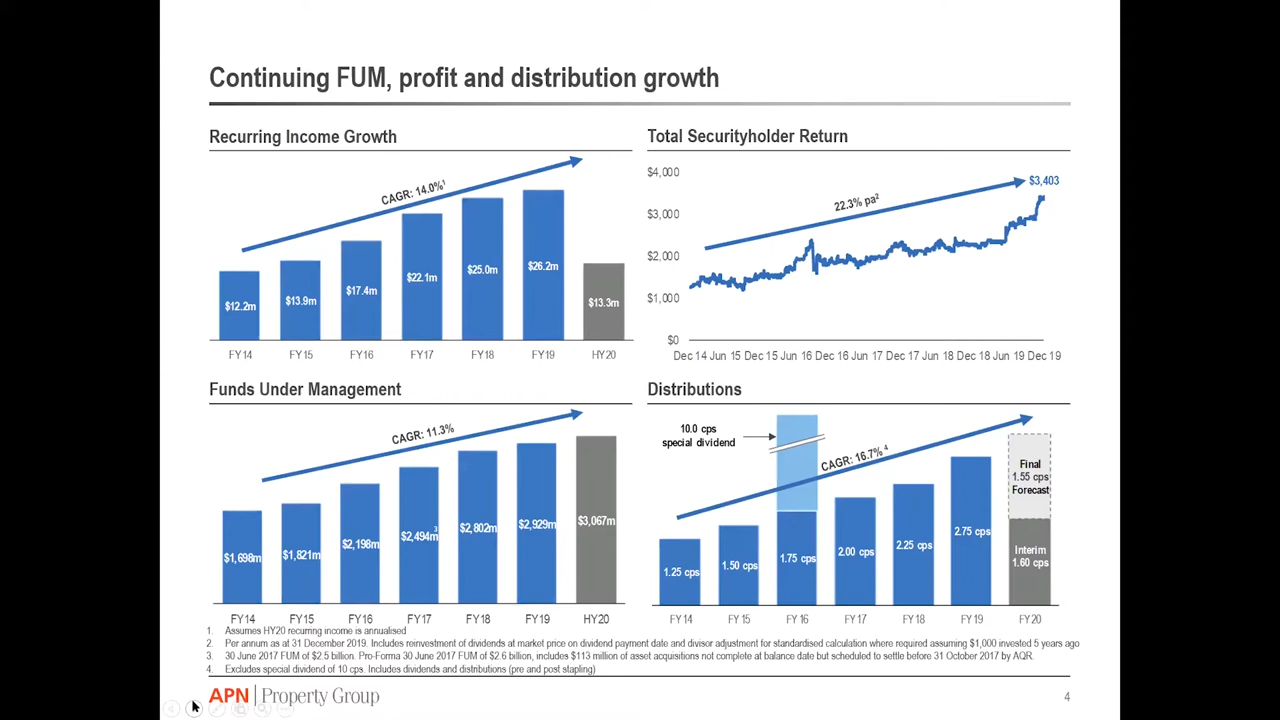 Continuing FUM, profit and distribution growth
Recurring Income Growth
CAGR: 14.0%1
$12.2m
$13.9m
$17.4m
$22.1m
$25.0m
$26.2m
$13.3m
FY14 FY15 FY16 FY17 FY18 FY19 HY20
Total Securityholder Return
$4,000
$3,000
$2,000
$1,000
$0
22.3% pa2
$3,403
Dec 14 Jun 15 Dec 15 Jun 16 Dec 16 Jun 17 Dec 17 Jun 18 Dec 18 Jun 19 Dec 19
Funds Under Management
CAGR: 11.3%
$1,698m
$1,821m
$2,198m
$2,494m3
$2,802m
$2,929m
$3,067m
FY14 FY15 FY16 FY17 FY18 FY19 HY20
Distributions
10.0 cps
special dividend
CAGR: 16.7% 4
1.25 cps
1.50 cps
1.75 cps
2.00 cps
2.25 cps
2.75 cps
Final
1.55 cps
Forecast
Interim
1.60 cps
FY14 FY 15 FY 16 FY 17 FY 18 FY 19 FY 20
1. Assumes HY20 recurring income is annualised
2. Per annum as at 31 December 2019. Includes reinvestment of dividends at market price on dividend payment date and divisor adjustment for standardised calculation where required assuming $1,000 invested 5 years ago
3. 30 June 2017 FUM of $2.5 billion. Pro-Forma 30 June 2017 FUM of $2.6 billion, includes $113 million of asset acquisitions not complete at balance date but scheduled to settle before 31 October 2017 by AQR.
4. Excludes special dividend of 10 cps. Includes dividends and distributions (pre and post stapling)
APN | Property Group
4